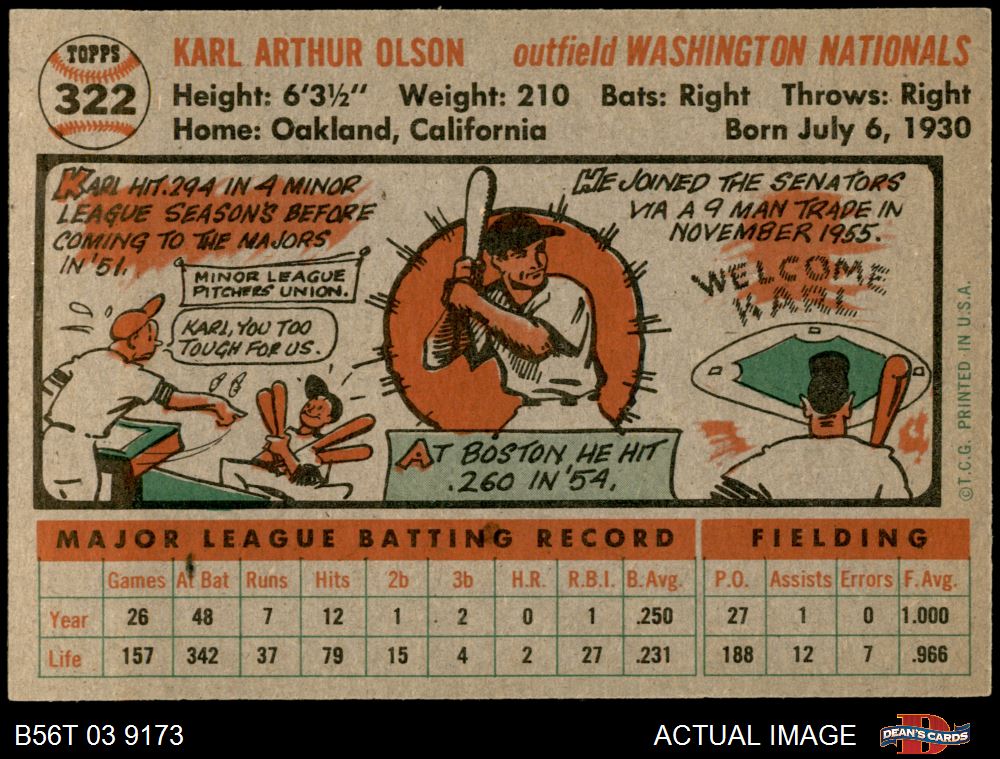 TOPPS
322
KARL ARTHUR OLSON outfield WASHINGTON NATIONALS
Height: 6'3½" Weight: 210 Bats: Right Throws: Right
Home: Oakland, California Born July 6, 1930
KARL HIT .294 IN 4 MINOR
LEAGUE SEASONS BEFORE
COMING TO THE MAJORS
IN '51.
MINOR LEAGUE
PITCHERS' UNION.
KARL, YOU TOO
TOUGH FOR US.
AT BOSTON, HE HIT
.260 IN '54.
HE JOINED THE SENATORS
VIA A 9 MAN TRADE IN
NOVEMBER 1955.
WELCOME
KARL
©T.C.G. PRINTED IN U.S.A.
MAJOR LEAGUE BATTING RECORD FIELDING
Games At Bat Runs Hits 2b 3b H.R. R.B.I. B.Avg. P.O. Assists Errors F.Avg.
Year 26 48 7 12 1 2 0 1 .250 27 1 0 1.000
Life 157 342 37 79 15 4 2 27 .231 188 12 7 .966
B56T 03 9173 ACTUAL IMAGE DEAN'S CARDS